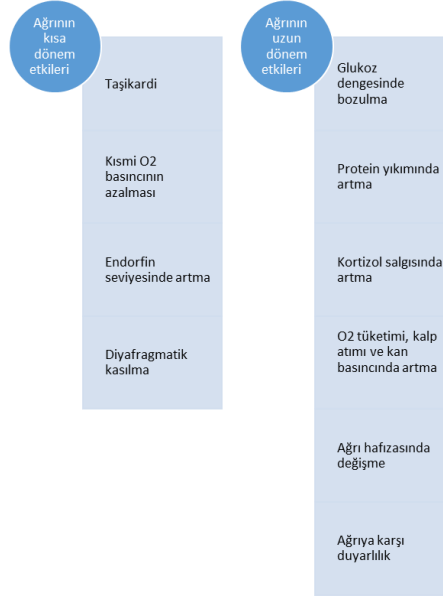 Ağrının
kısa
dönem
etkileri
Taşikardi
Kısmi O2
basıncının
azalması
Endorfin
seviyesinde artma
Diyafragmatik
kasılma
Ağrının
uzun
dönem
etkileri
Glukoz
dengesinde
bozulma
Protein yıkımında
artma
Kortizol salgısında
artma
O2 tüketimi, kalp
atımı ve kan
basıncında artma
Ağrı hafızasında
değişme
Ağrıya karşı
duyarlılık